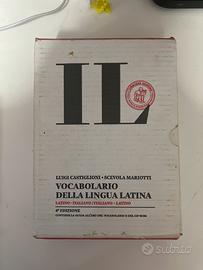 IL
LUIGI CASTIGLIONI • SCEVOLA MARIOTTI
VOCABOLARIO
DELLA LINGUA LATINA
LATINO - ITALIANO / ITALIANO - LATINO
4ª EDIZIONE
subito